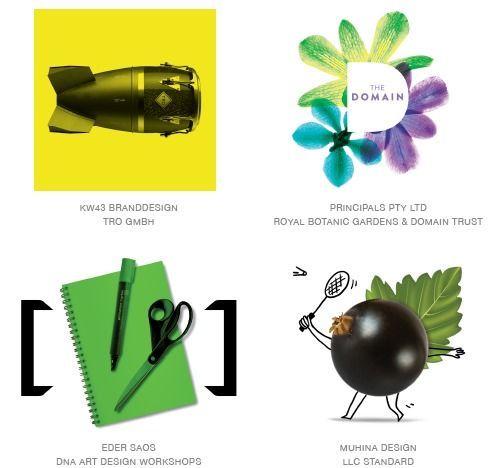 KW43 BRANDDESIGN
TRO GMBH
THE
DOMAIN
PRINCIPALS PTY LTD
ROYAL BOTANIC GARDENS & DOMAIN TRUST
EDER SAOS
DNA ART DESIGN WORKSHOPS
MUHINA DESIGN
LLC STANDARD